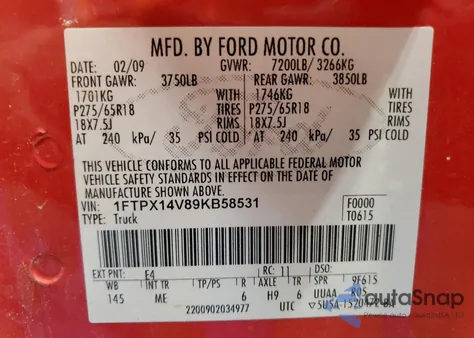 MFD. BY FORD MOTOR CO.
DATE: 02/09 GVWR: 7200LB/ 3266KG
FRONT GAWR: 3750LB REAR GAWR: 3850LB
1701KG WITH 1746KG WITH
P275/65R18 TIRES P275/65R18 TIRES
18X7.5J RIMS 18X7.5J RIMS
AT 240 kPa/ 35 PSI COLD AT 240 kPa/ 35 PSI COLD
THIS VEHICLE CONFORMS TO ALL APPLICABLE FEDERAL MOTOR
VEHICLE SAFETY STANDARDS IN EFFECT ON THE DATE OF
MANUFACTURE SHOWN ABOVE.
VIN: 1FTPX14V89KB58531 F0000
TYPE: Truck T0615
EXT PNT: E4 RC: 11 DSO:
WB INT TR TP/PS R AXLE TR SPR 9F615
145 ME 6 H9 6 UUAA R05
2200902034977 UTC
autoSnap